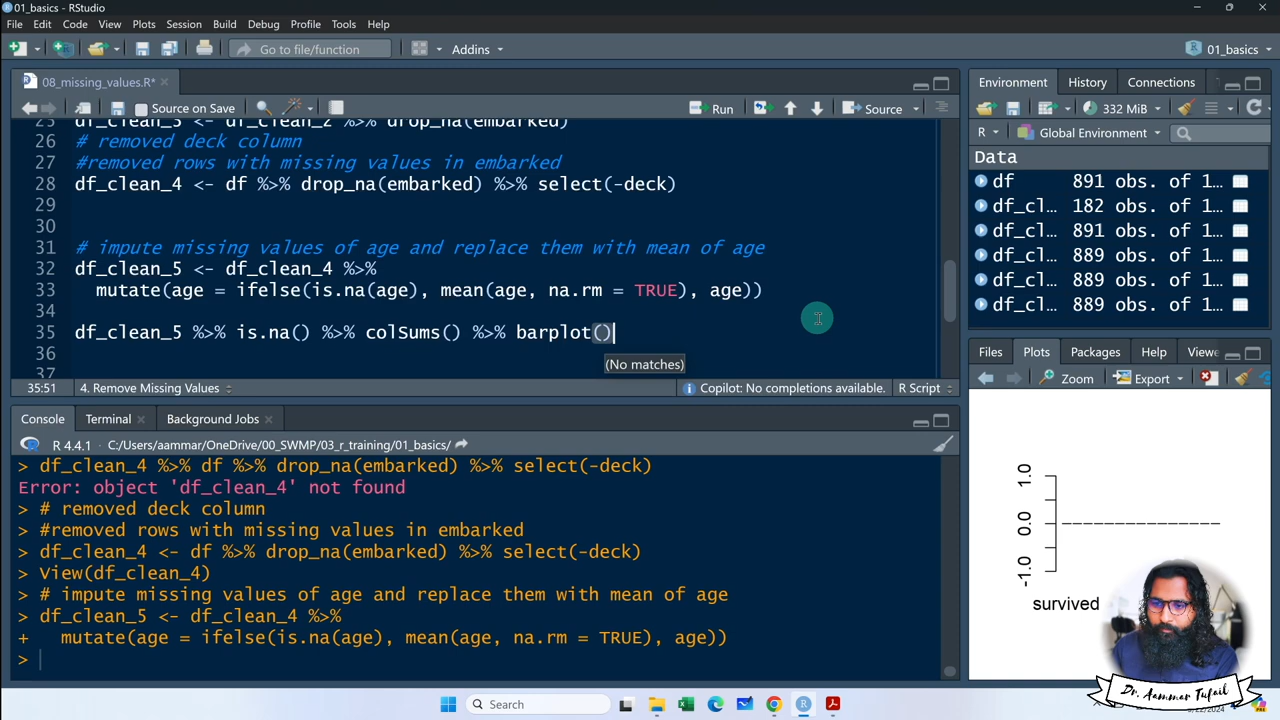 01_basics - RStudio
File Edit Code View Plots Session Build Debug Profile Tools Help
Go to file/function Addins 01_basics
08_missing_values.R*
Source on Save Run Source
25 df_clean_3 <- df_clean_2 %>% drop_na(embarked)
26 # removed deck column
27 #removed rows with missing values in embarked
28 df_clean_4 <- df %>% drop_na(embarked) %>% select(-deck)
29
30
31 # impute missing values of age and replace them with mean of age
32 df_clean_5 <- df_clean_4 %>%
33 mutate(age = ifelse(is.na(age), mean(age, na.rm = TRUE), age))
34
35 df_clean_5 %>% is.na() %>% colSums() %>% barplot()
36
(No matches)
37
35:51 4. Remove Missing Values Copilot: No completions available. R Script
Console Terminal Background Jobs
R 4.4.1 · C:/Users/aammar/OneDrive/00_SWMP/03_r_training/01_basics/
> df_clean_4 %>% df %>% drop_na(embarked) %>% select(-deck)
Error: object 'df_clean_4' not found
> # removed deck column
> #removed rows with missing values in embarked
> df_clean_4 <- df %>% drop_na(embarked) %>% select(-deck)
> View(df_clean_4)
> # impute missing values of age and replace them with mean of age
> df_clean_5 <- df_clean_4 %>%
+ mutate(age = ifelse(is.na(age), mean(age, na.rm = TRUE), age))
>
Environment History Connections
332 MiB
R Global Environment
Data
df 891 obs. of 1…
df_cl… 182 obs. of 1…
df_cl… 891 obs. of 1…
df_cl… 889 obs. of 1…
df_cl… 889 obs. of 1…
df_cl… 889 obs. of 1…
Files Plots Packages Help Viewe
Zoom Export
1.0
0.0
-1.0
survived
Dr. Aammar Tufail
Search